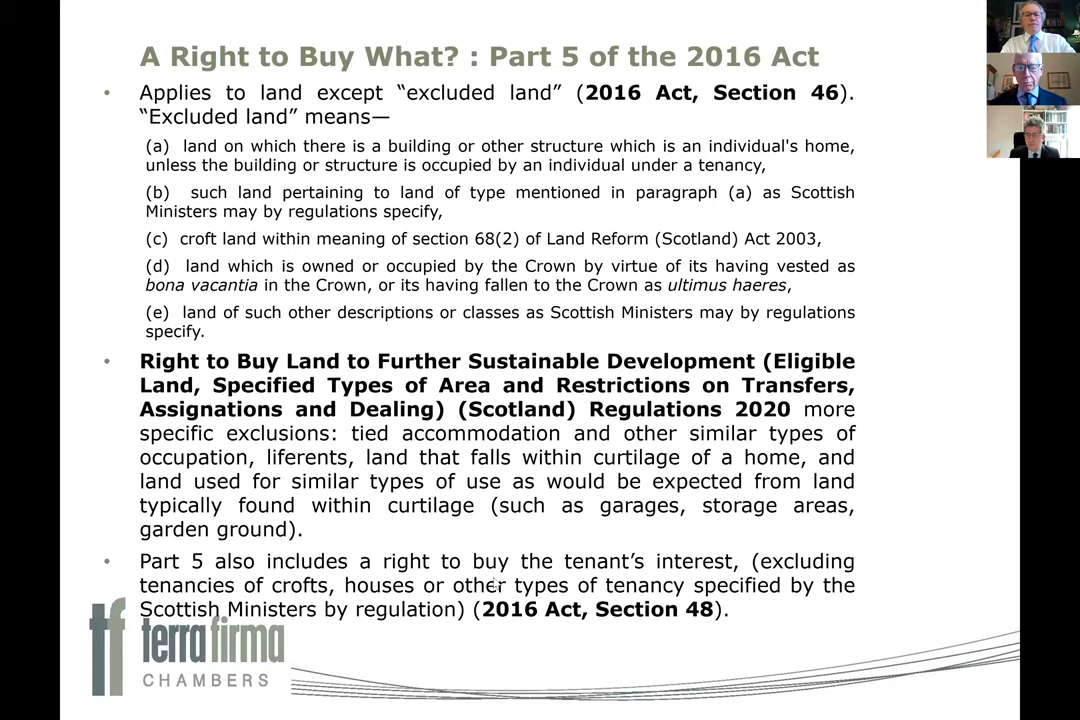 A Right to Buy What? : Part 5 of the 2016 Act
• Applies to land except “excluded land” (2016 Act, Section 46).
“Excluded land” means—
(a) land on which there is a building or other structure which is an individual's home,
unless the building or structure is occupied by an individual under a tenancy,
(b) such land pertaining to land of type mentioned in paragraph (a) as Scottish
Ministers may by regulations specify,
(c) croft land within meaning of section 68(2) of Land Reform (Scotland) Act 2003,
(d) land which is owned or occupied by the Crown by virtue of its having vested as
bona vacantia in the Crown, or its having fallen to the Crown as ultimus haeres,
(e) land of such other descriptions or classes as Scottish Ministers may by regulations
specify.
• Right to Buy Land to Further Sustainable Development (Eligible
Land, Specified Types of Area and Restrictions on Transfers,
Assignations and Dealing) (Scotland) Regulations 2020 more
specific exclusions: tied accommodation and other similar types of
occupation, liferents, land that falls within curtilage of a home, and
land used for similar types of use as would be expected from land
typically found within curtilage (such as garages, storage areas,
garden ground).
• Part 5 also includes a right to buy the tenant’s interest, (excluding
tenancies of crofts, houses or other types of tenancy specified by the
Scottish Ministers by regulation) (2016 Act, Section 48).
tf terra firma
CHAMBERS